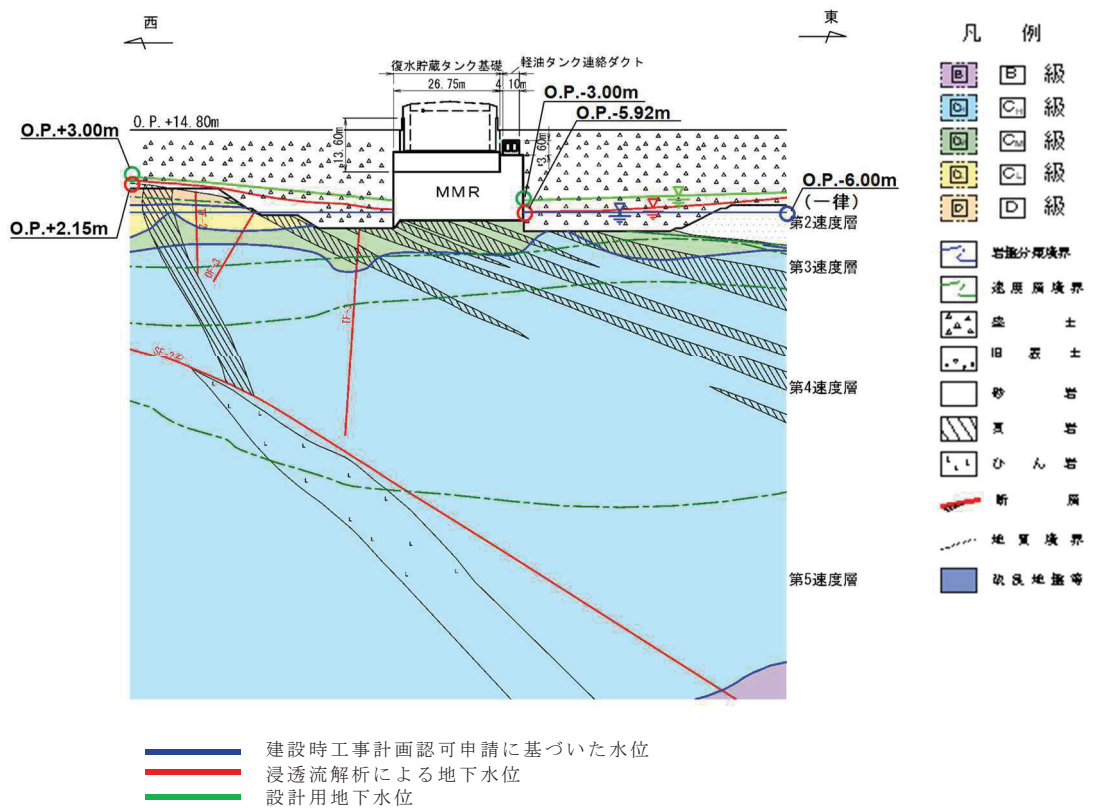 西
東
復水貯蔵タンク基礎
軽油タンク連絡ダクト
26.75m
4.10m
O.P.-3.00m
O.P.-5.92m
O.P.+3.00m
O.P.+14.80m
13.60m
3.60m
MMR
O.P.-6.00m
(一律)
O.P.+2.15m
第2速度層
第3速度層
第4速度層
第5速度層
TF-
凡 例
B B 級
CH 級
CM 級
CL 級
D D 級
岩盤分類境界
速度層境界
盛 土
旧 表 土
砂 岩
頁 岩
ひ ん 岩
断 層
地 質 境 界
改良地盤等
建設時工事計画認可申請に基づいた水位
浸透流解析による地下水位
設計用地下水位